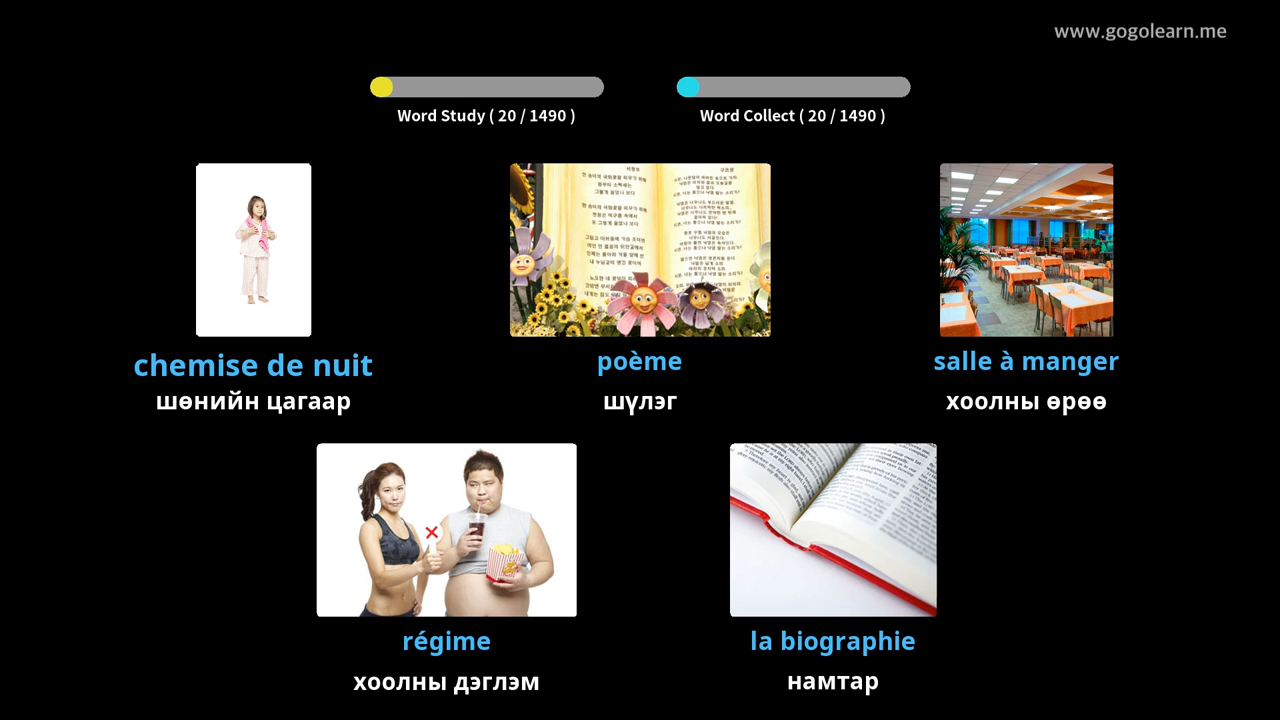 www.gogolearn.me
Word Study ( 20 / 1490 )
Word Collect ( 20 / 1490 )
chemise de nuit
шөнийн цагаар
poème
шүлэг
salle à manger
хоолны өрөө
régime
хоолны дэглэм
la biographie
намтар